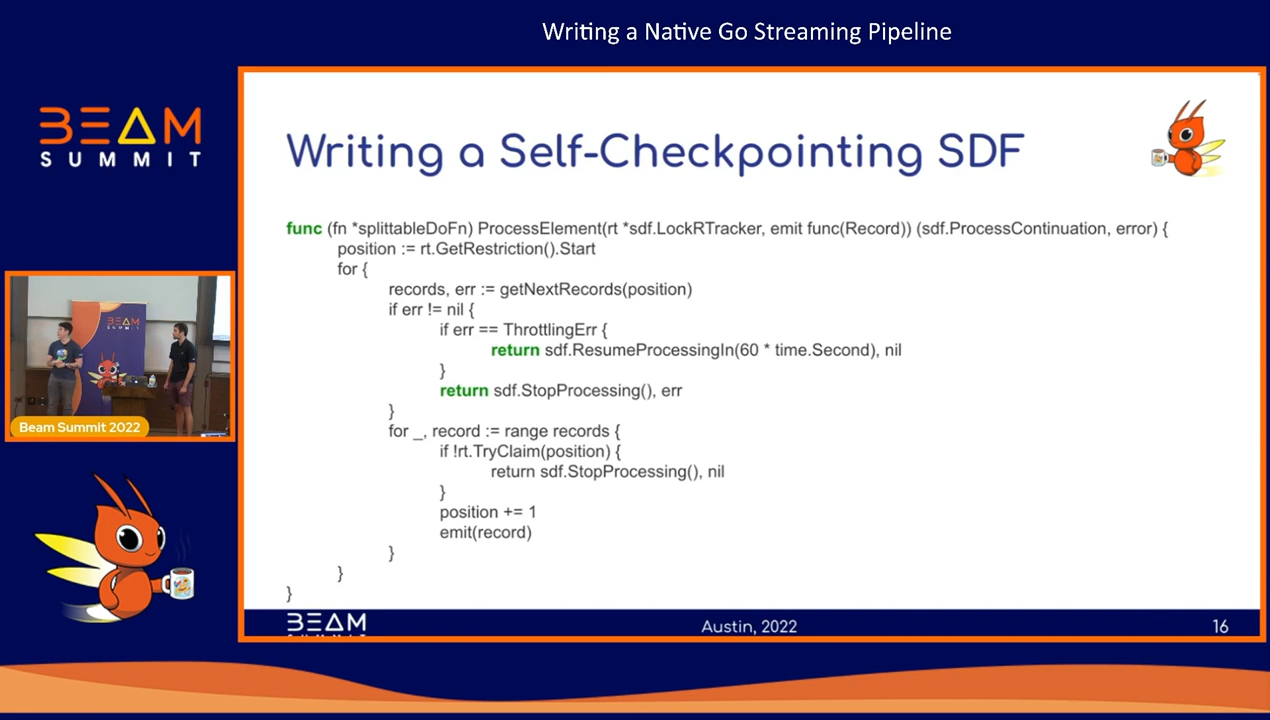 Writing a Native Go Streaming Pipeline
BEAM
SUMMIT
Writing a Self-Checkpointing SDF
func (fn *splittableDoFn) ProcessElement(rt *sdf.LockRTracker, emit func(Record)) (sdf.ProcessContinuation, error) {
position := rt.GetRestriction().Start
for {
records, err := getNextRecords(position)
if err != nil {
if err == ThrottlingErr {
return sdf.ResumeProcessingIn(60 * time.Second), nil
}
return sdf.StopProcessing(), err
}
for _, record := range records {
if !rt.TryClaim(position) {
return sdf.StopProcessing(), nil
}
position += 1
emit(record)
}
}
}
BEAM
Austin, 2022
16
BEAM
SUMMIT
Beam Summit 2022